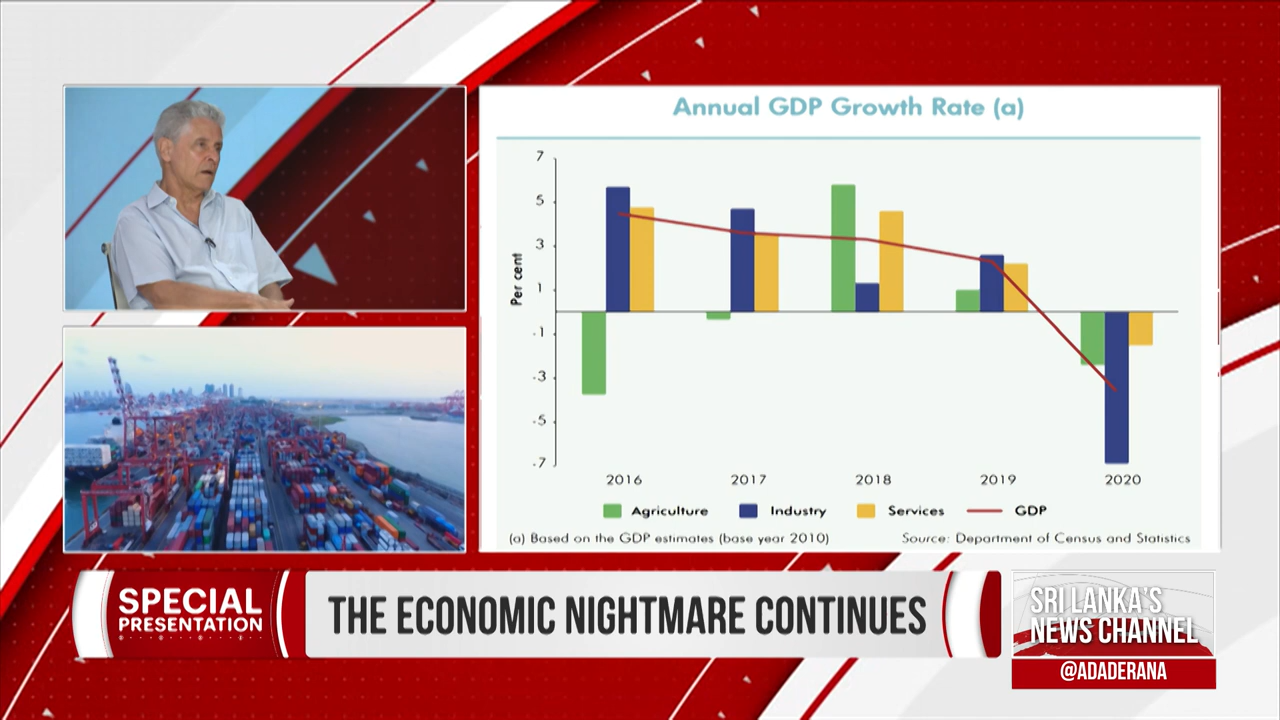 Annual GDP Growth Rate (a)
Per cent
7
5
3
1
-1
-3
-5
-7
2016
2017
2018
2019
2020
Agriculture
Industry
Services
GDP
(a) Based on the GDP estimates (base year 2010)
Source: Department of Census and Statistics
SPECIAL
PRESENTATION
THE ECONOMIC NIGHTMARE CONTINUES
SRI LANKA'S
NEWS CHANNEL
@ADADERANA